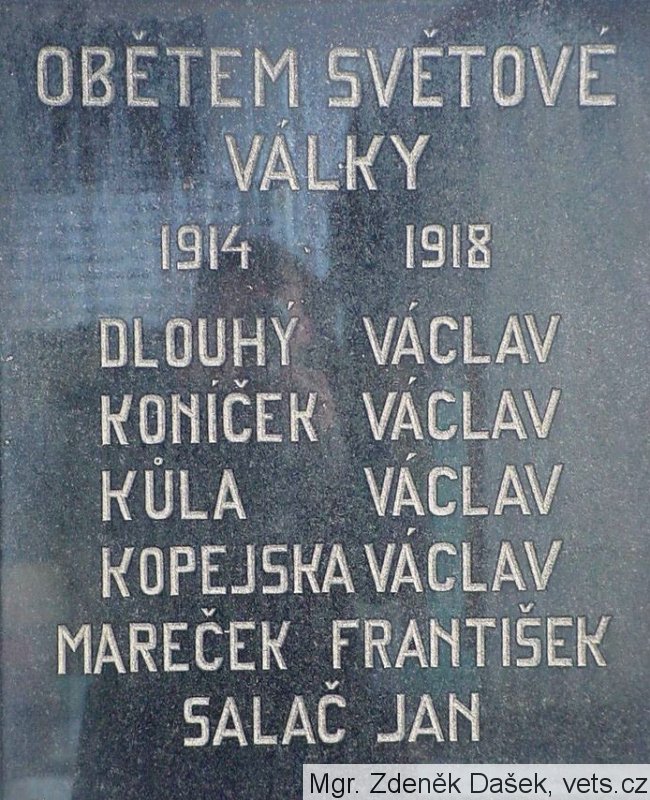 OBĚTEM SVĚTOVÉ
VÁLKY
1914 1918
DLOUHÝ VÁCLAV
KONÍČEK VÁCLAV
KŮLA VÁCLAV
KOPEJSKA VÁCLAV
MAREČEK FRANTIŠEK
SALAČ JAN
Mgr. Zdeněk Dašek, vets.cz